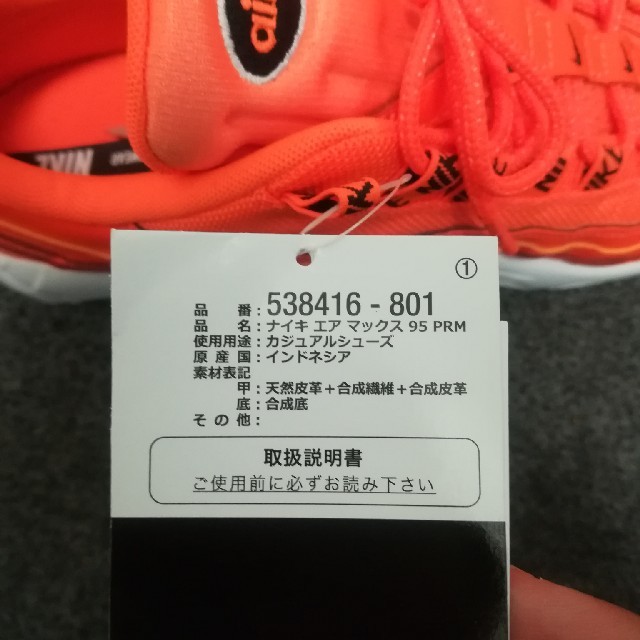 air
NIKE
NIKE
①
品番：538416 - 801
品名：ナイキ エア マックス 95 PRM
使用用途：カジュアルシューズ
原産国：インドネシア
素材表記
甲：天然皮革＋合成繊維＋合成皮革
底：合成底
その他：
取扱説明書
ご使用前に必ずお読み下さい